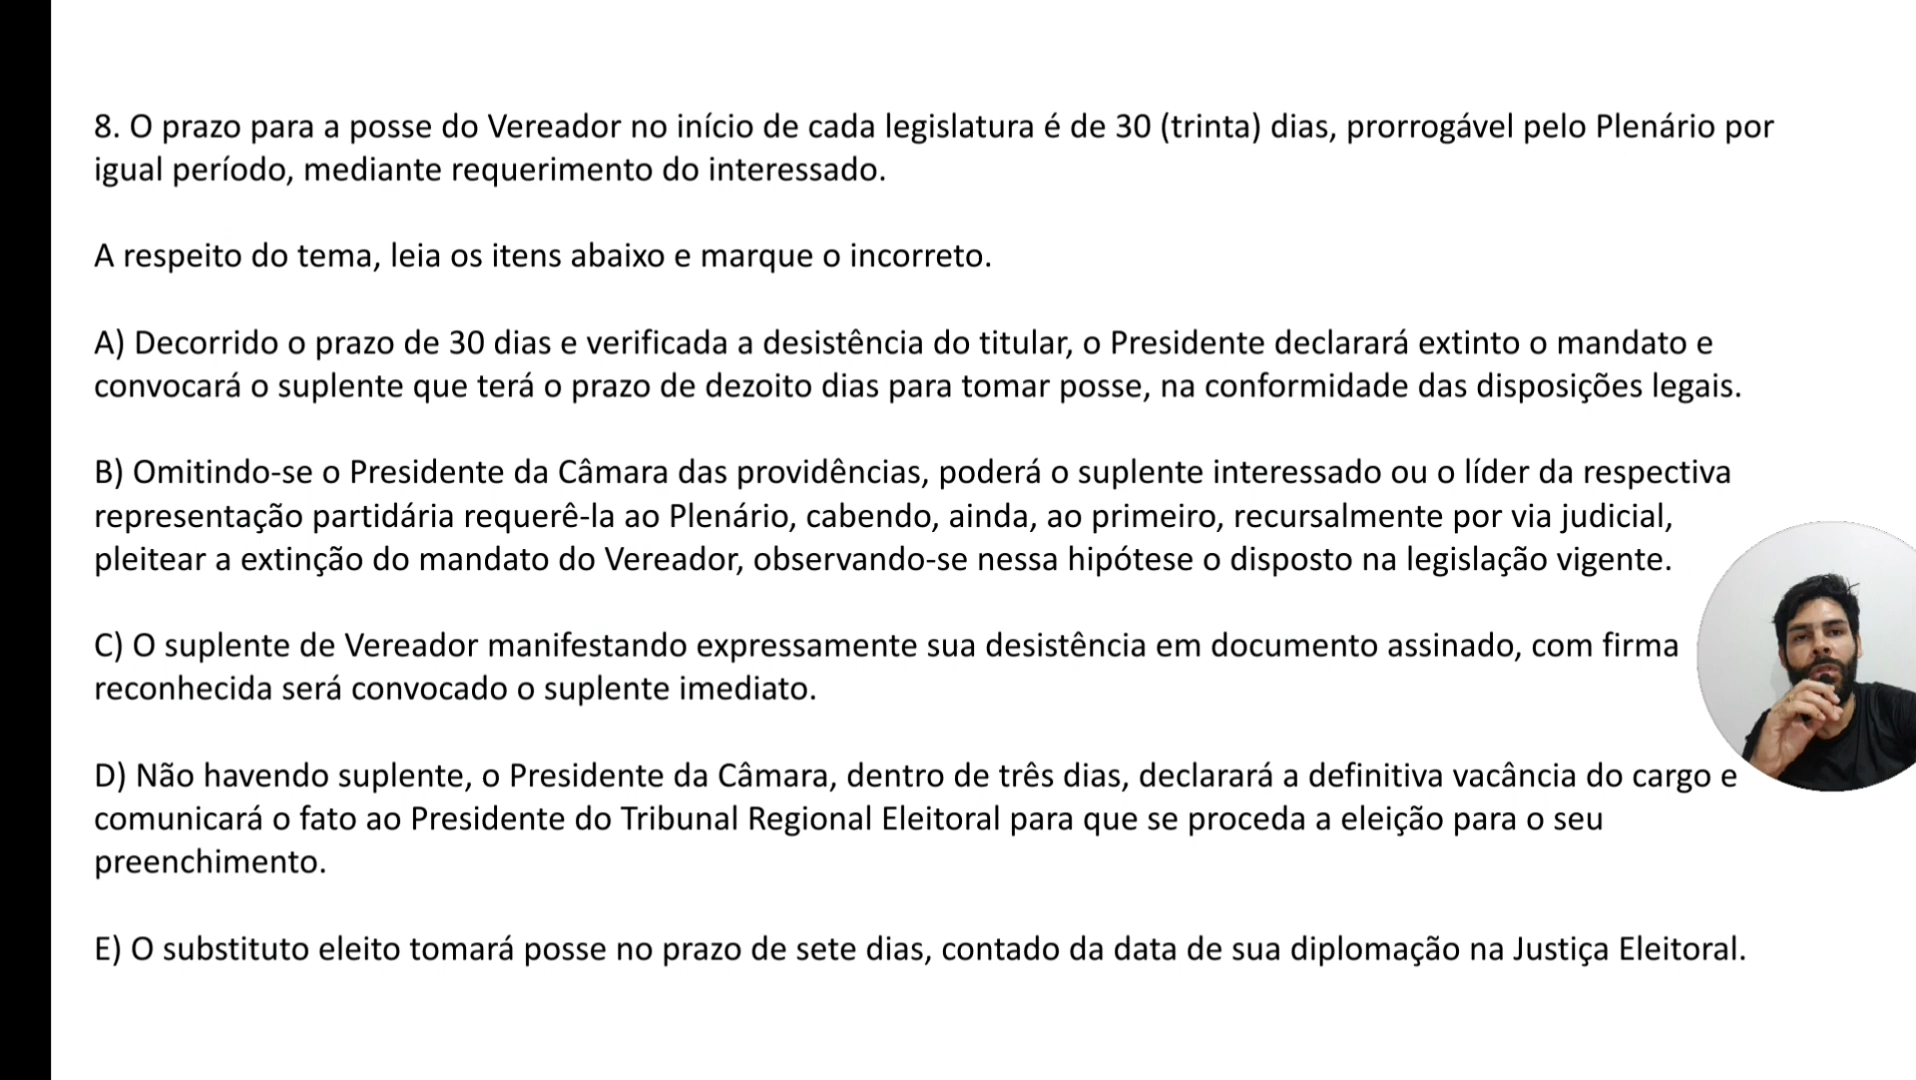 8. O prazo para a posse do Vereador no início de cada legislatura é de 30 (trinta) dias, prorrogável pelo Plenário por
igual período, mediante requerimento do interessado.
A respeito do tema, leia os itens abaixo e marque o incorreto.
A) Decorrido o prazo de 30 dias e verificada a desistência do titular, o Presidente declarará extinto o mandato e
convocará o suplente que terá o prazo de dezoito dias para tomar posse, na conformidade das disposições legais.
B) Omitindo-se o Presidente da Câmara das providências, poderá o suplente interessado ou o líder da respectiva
representação partidária requerê-la ao Plenário, cabendo, ainda, ao primeiro, recursalmente por via judicial,
pleitear a extinção do mandato do Vereador, observando-se nessa hipótese o disposto na legislação vigente.
C) O suplente de Vereador manifestando expressamente sua desistência em documento assinado, com firma
reconhecida será convocado o suplente imediato.
D) Não havendo suplente, o Presidente da Câmara, dentro de três dias, declarará a definitiva vacância do cargo e
comunicará o fato ao Presidente do Tribunal Regional Eleitoral para que se proceda a eleição para o seu
preenchimento.
E) O substituto eleito tomará posse no prazo de sete dias, contado da data de sua diplomação na Justiça Eleitoral.